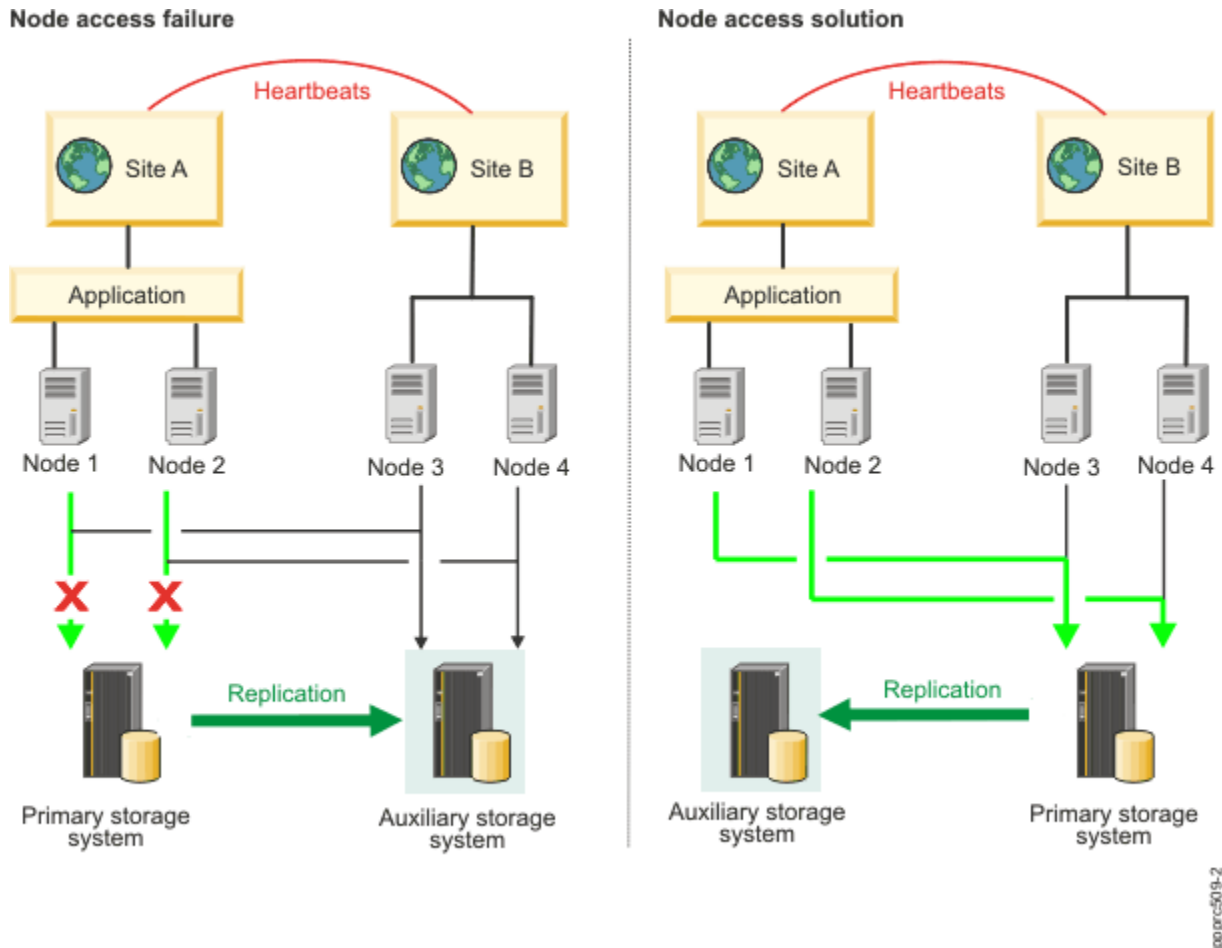 Node access failure
Heartbeats
Site A
Site B
Application
Node 1
Node 2
Node 3
Node 4
X
X
Replication
Primary storage
system
Auxiliary storage
system
Node access solution
Heartbeats
Site A
Site B
Application
Node 1
Node 2
Node 3
Node 4
Replication
Auxiliary storage
system
Primary storage
system